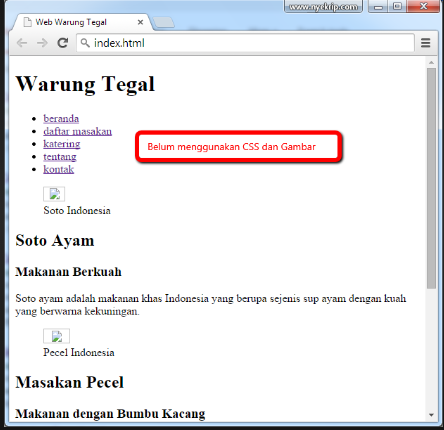 www.nyekrip.com
Web Warung Tegal
index.html
Warung Tegal
beranda
daftar masakan
katering
tentang
kontak
Belum menggunakan CSS dan Gambar
Soto Indonesia
Soto Ayam
Makanan Berkuah
Soto ayam adalah makanan khas Indonesia yang berupa sejenis sup ayam dengan kuah
yang berwarna kekuningan.
Pecel Indonesia
Masakan Pecel
Makanan dengan Bumbu Kacang